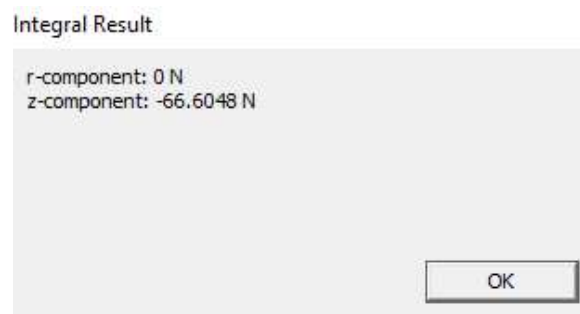 Integral Result
r-component: 0 N
z-component: -66.6048 N
OK